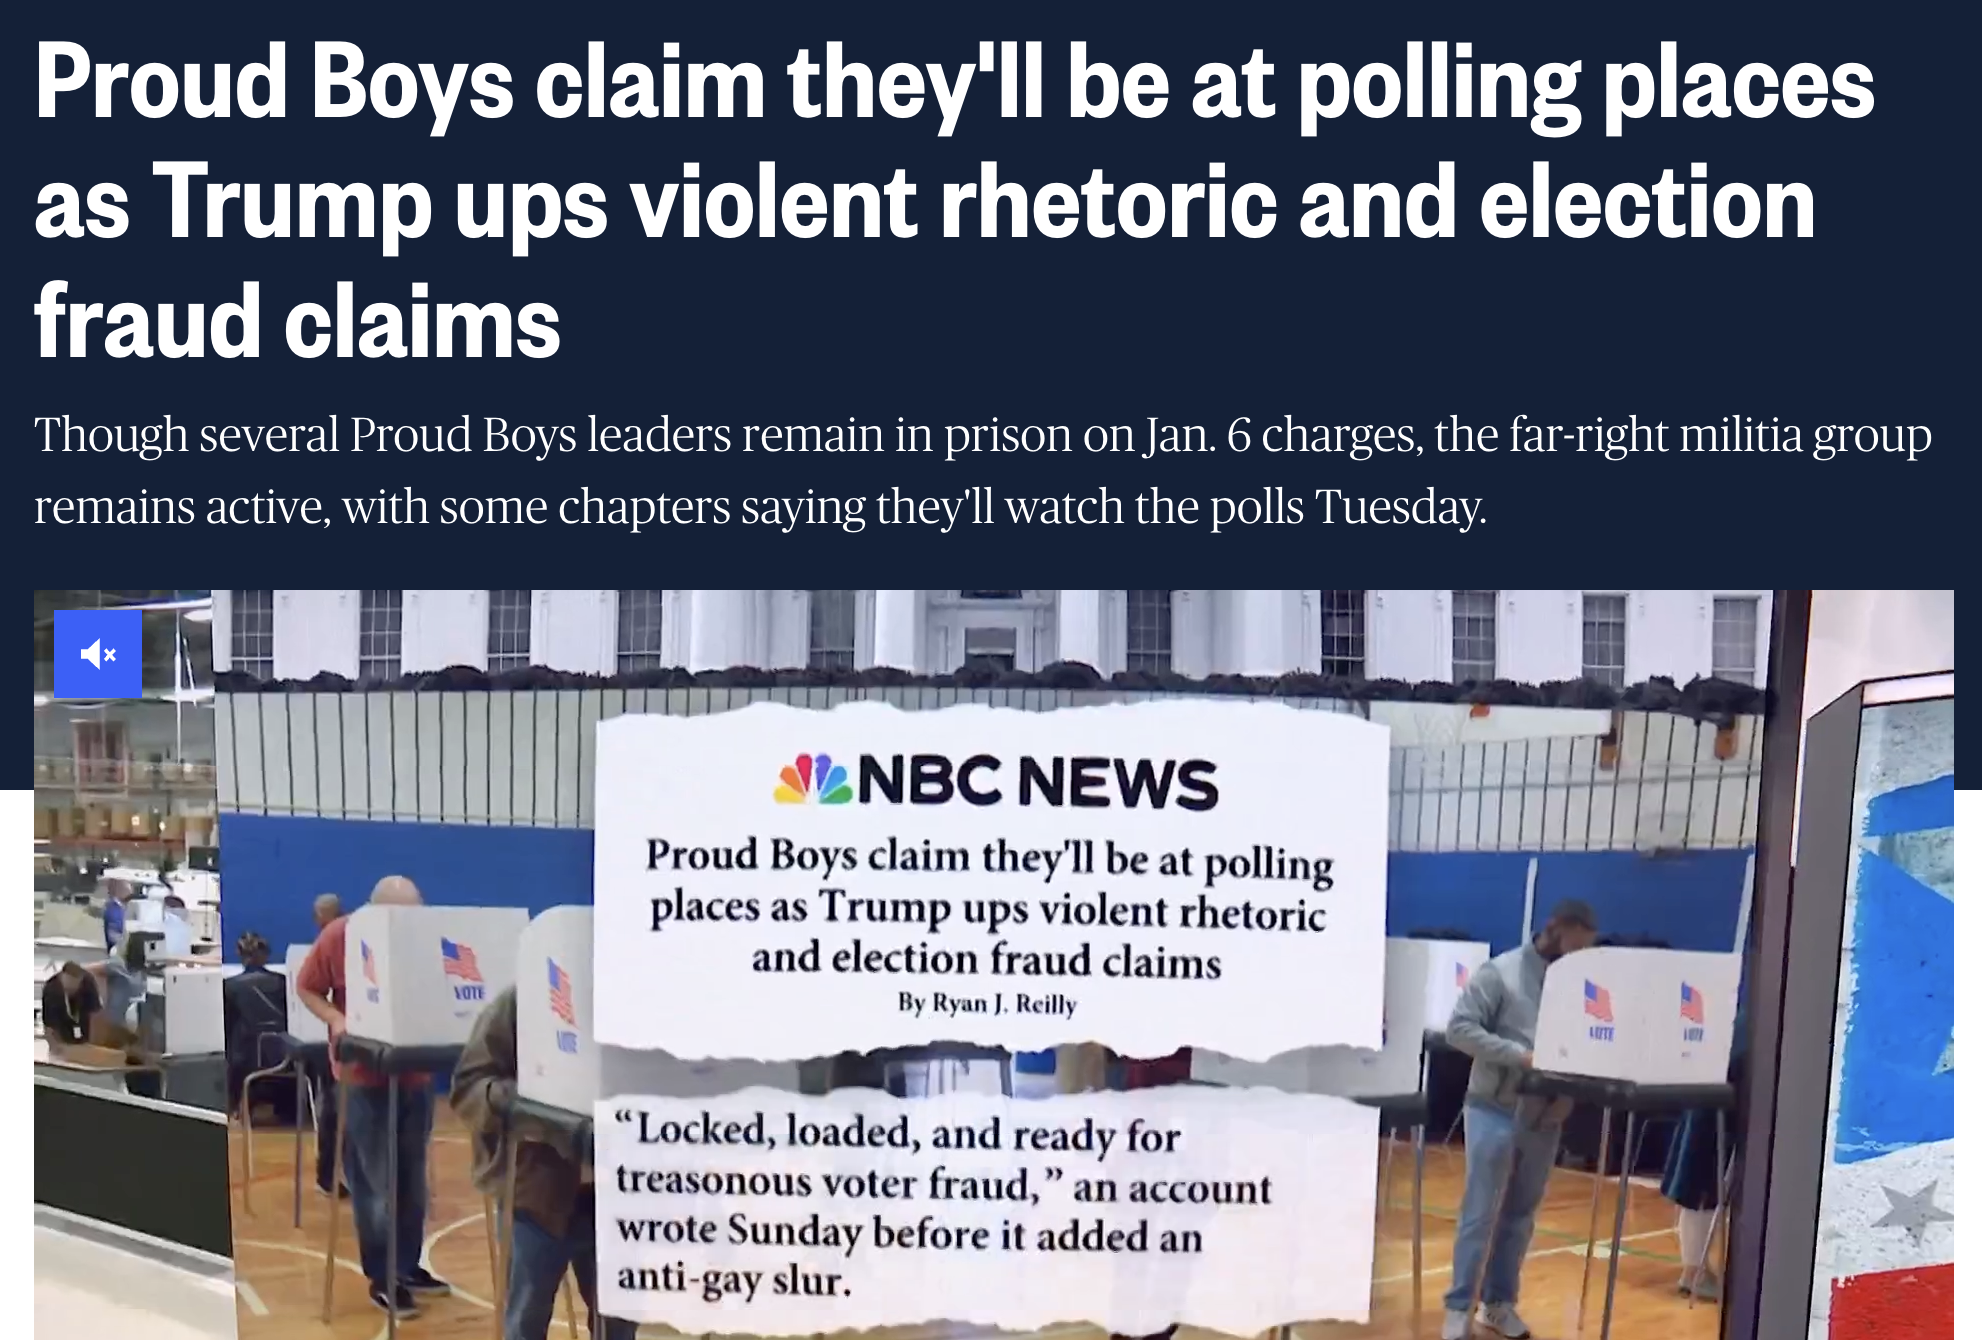 Proud Boys claim they'll be at polling places
as Trump ups violent rhetoric and election
fraud claims
Though several Proud Boys leaders remain in prison on Jan. 6 charges, the far-right militia group
remains active, with some chapters saying they'll watch the polls Tuesday.
NBC NEWS
Proud Boys claim they'll be at polling
places as Trump ups violent rhetoric
and election fraud claims
By Ryan J. Reilly
VOTE
VOTE
VOTE
VOTE
“Locked, loaded, and ready for
treasonous voter fraud,” an account
wrote Sunday before it added an
anti-gay slur.